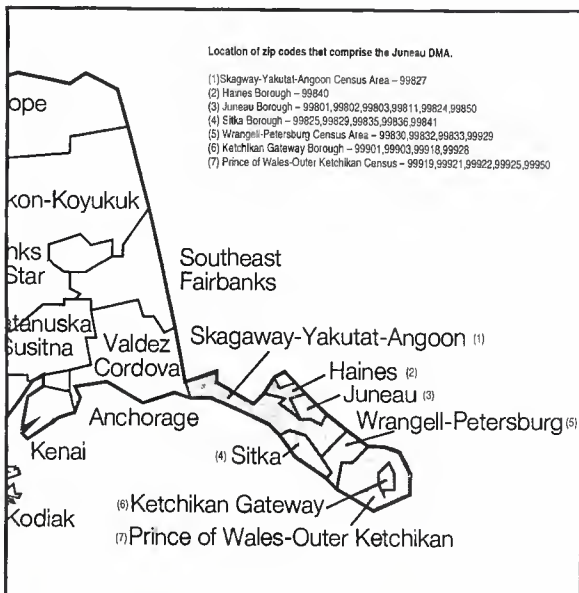 Location of zip codes that comprise the Juneau DMA.
(1)Skagway-Yakutat-Angoon Census Area – 99827
(2) Haines Borough – 99840
(3) Juneau Borough – 99801,99802,99803,99811,99824,99850
(4) Sitka Borough – 99825,99829,99835,99836,99841
(5) Wrangell-Petersburg Census Area – 99830,99832,99833,99929
(6) Ketchikan Gateway Borough – 99901,99903,99918,99928
(7) Prince of Wales-Outer Ketchikan Census – 99919,99921,99922,99925,99950
ope
kon-Koyukuk
nks
Star
Southeast
Fairbanks
atanuska
Susitna
Valdez
Cordova
Skagaway-Yakutat-Angoon (1)
Haines (2)
Juneau (3)
Anchorage
Wrangell-Petersburg (5)
Kenai
(4) Sitka
(6) Ketchikan Gateway
Kodiak
(7) Prince of Wales-Outer Ketchikan